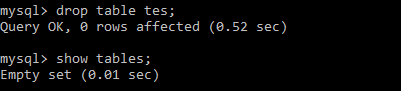 mysql> drop table tes;
Query OK, 0 rows affected (0.52 sec)
mysql> show tables;
Empty set (0.01 sec)